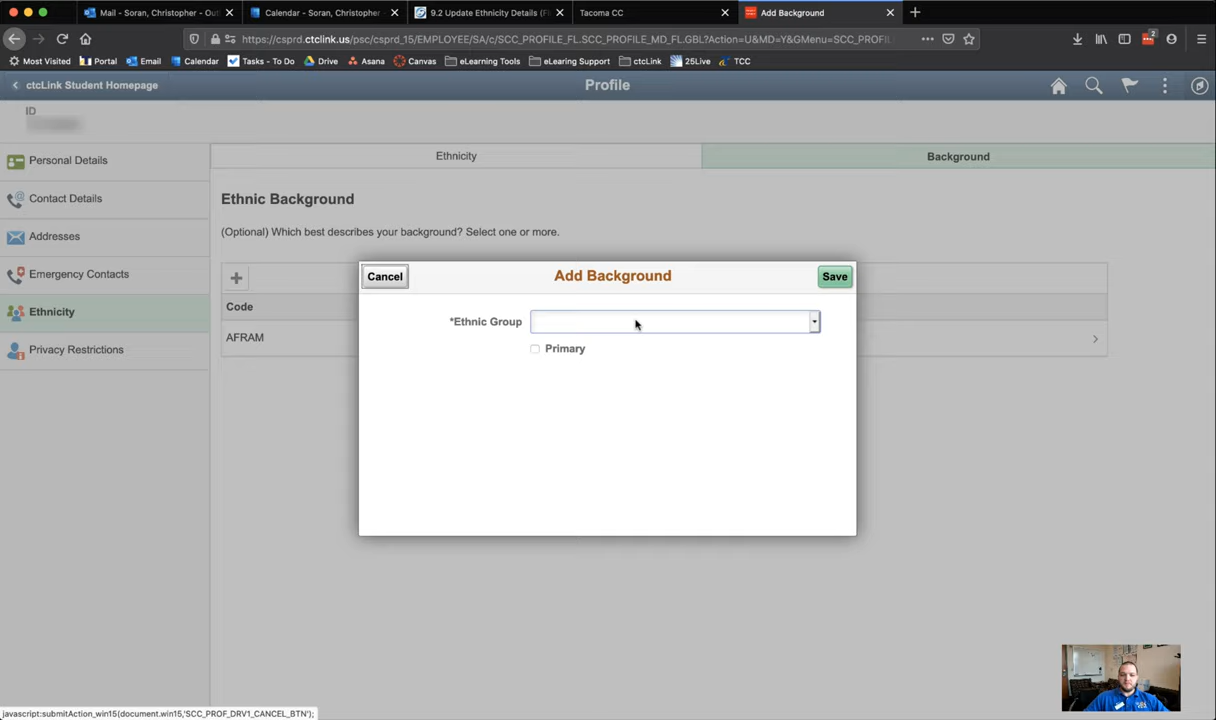 Mail - Soran, Christopher - Out
Calendar - Soran, Christopher
9.2 Update Ethnicity Details (Fl
Tacoma CC
Add Background
https://csprd.ctclink.us/psc/csprd_15/EMPLOYEE/SA/c/SCC_PROFILE_FL.SCC_PROFILE_MD_FL.GBL?Action=U&MD=Y&GMenu=SCC_PROFIL
2
Most Visited
Portal
Email
Calendar
Tasks - To Do
Drive
Asana
Canvas
eLearning Tools
eLearing Support
ctcLink
25Live
TCC
ctcLink Student Homepage
Profile
ID
Personal Details
Contact Details
Addresses
Emergency Contacts
Ethnicity
Privacy Restrictions
Ethnicity
Background
Ethnic Background
(Optional) Which best describes your background? Select one or more.
+
Code
AFRAM
Cancel
Add Background
Save
*Ethnic Group
Primary
javascript:submitAction_win15(document.win15,'SCC_PROF_DRV1_CANCEL_BTN');